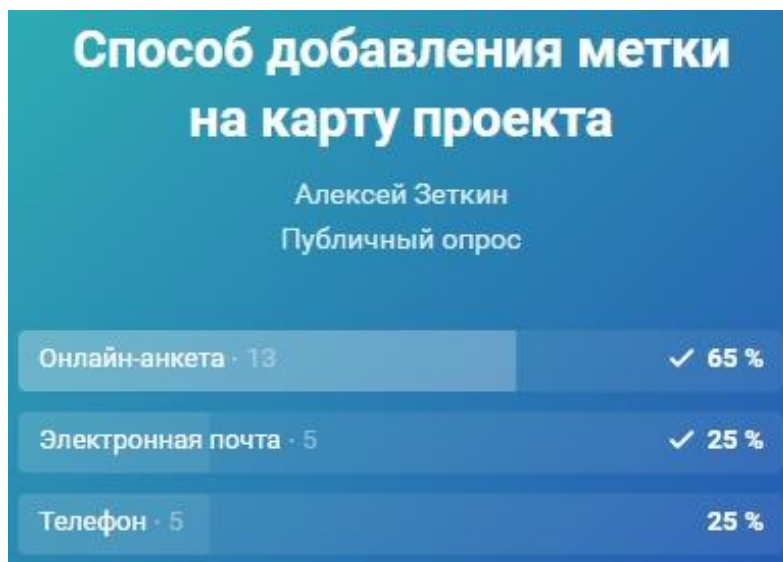 Способ добавления метки
на карту проекта
Алексей Зеткин
Публичный опрос
Онлайн-анкета · 13 ✓ 65 %
Электронная почта · 5 ✓ 25 %
Телефон · 5 25 %